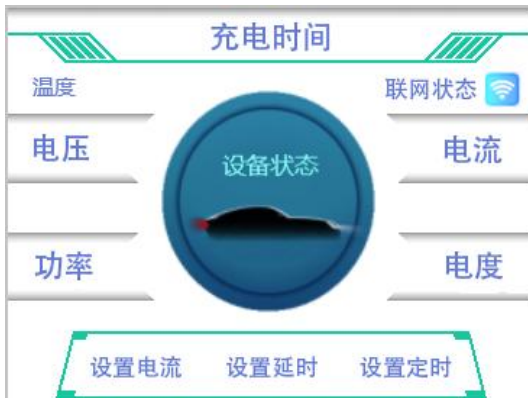 充电时间
温度
联网状态
电压
设备状态
电流
功率
电度
设置电流 设置延时 设置定时